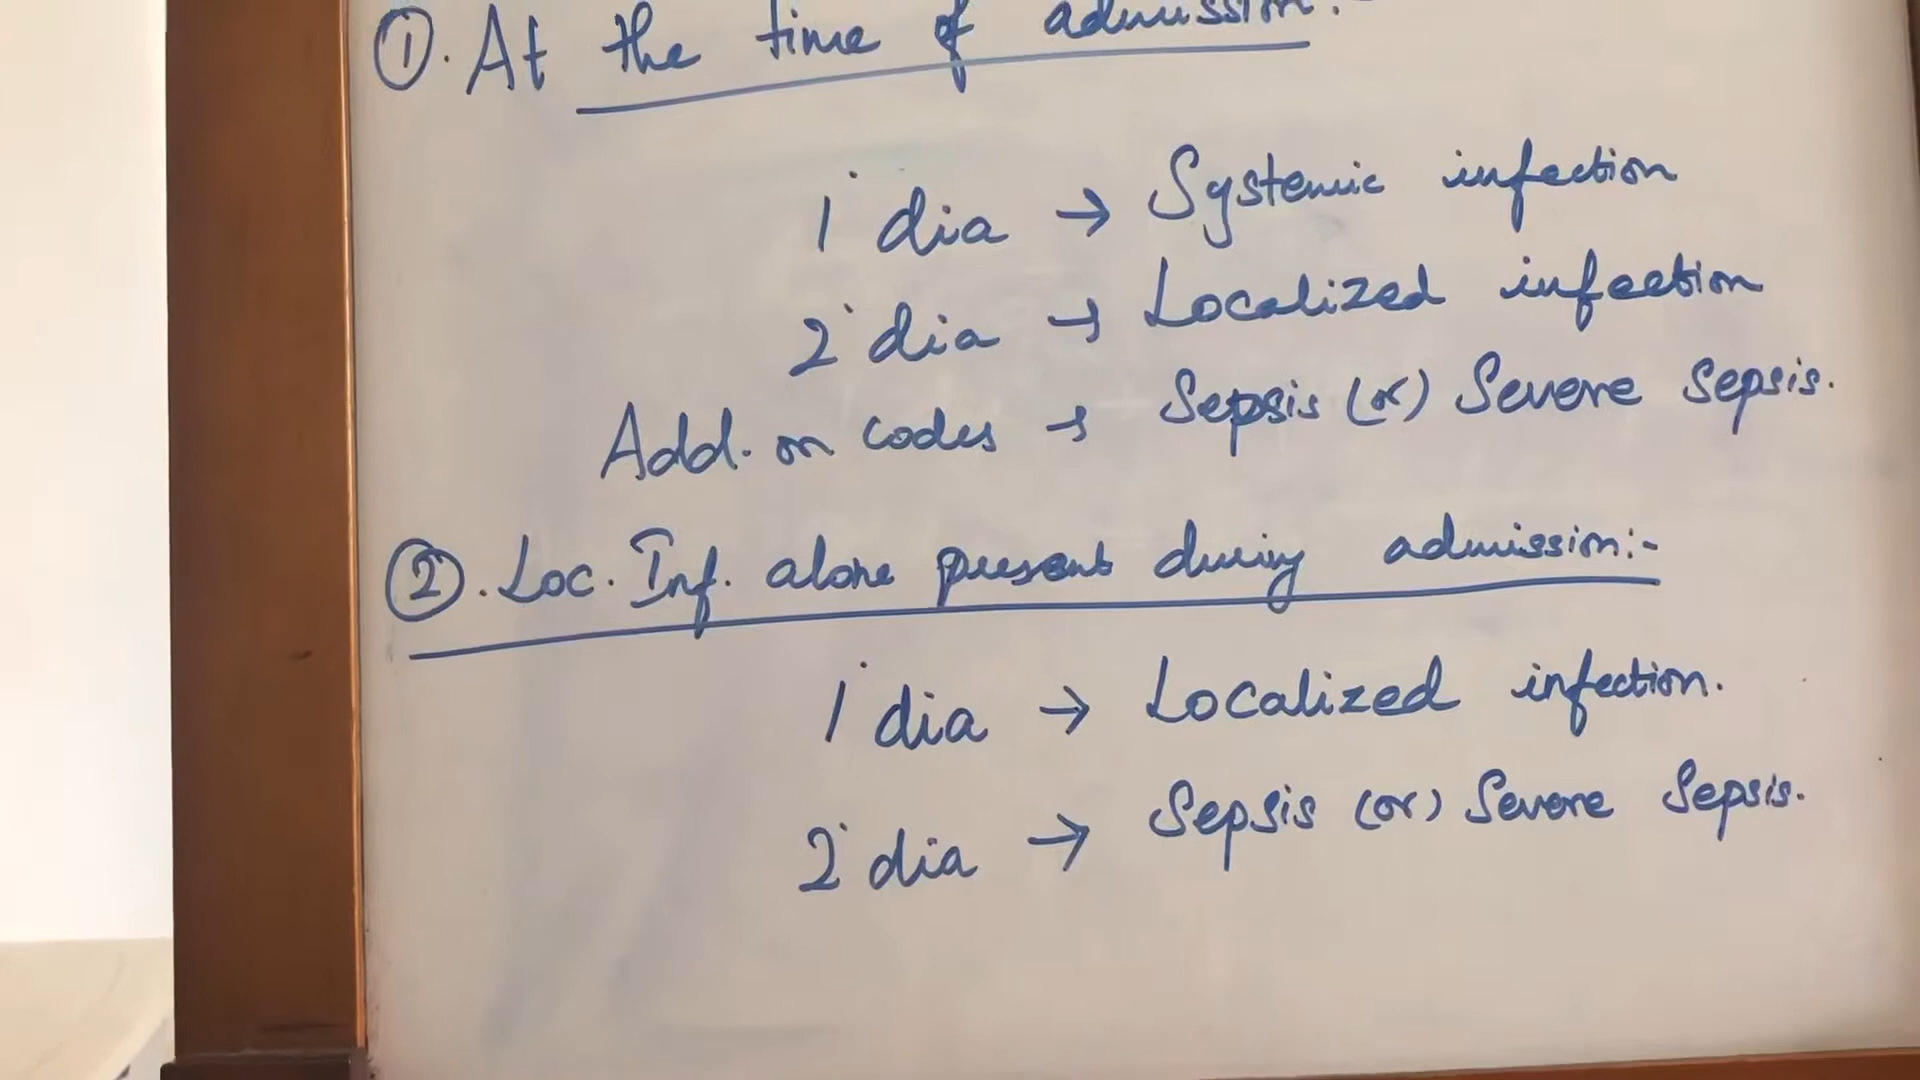 ①. At the time of admission:-
1° dia → Systemic infection
2° dia → Localized infection
Add. on codes → Sepsis (or) Severe Sepsis.
②. Loc. Inf. alone present during admission:-
1° dia → Localized infection.
2° dia → Sepsis (or) Severe Sepsis.